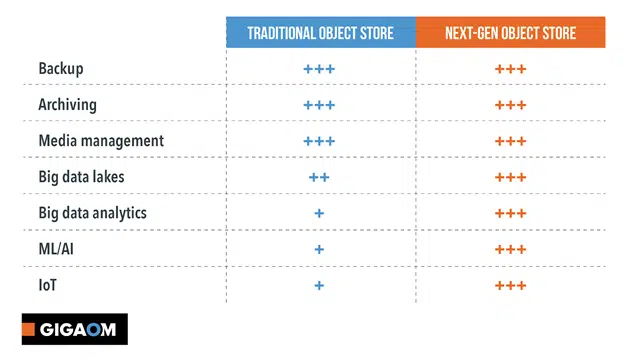 TRADITIONAL OBJECT STORE NEXT-GEN OBJECT STORE
Backup +++ +++
Archiving +++ +++
Media management +++ +++
Big data lakes ++ +++
Big data analytics + +++
ML/AI + +++
IoT + +++
GIGAOM